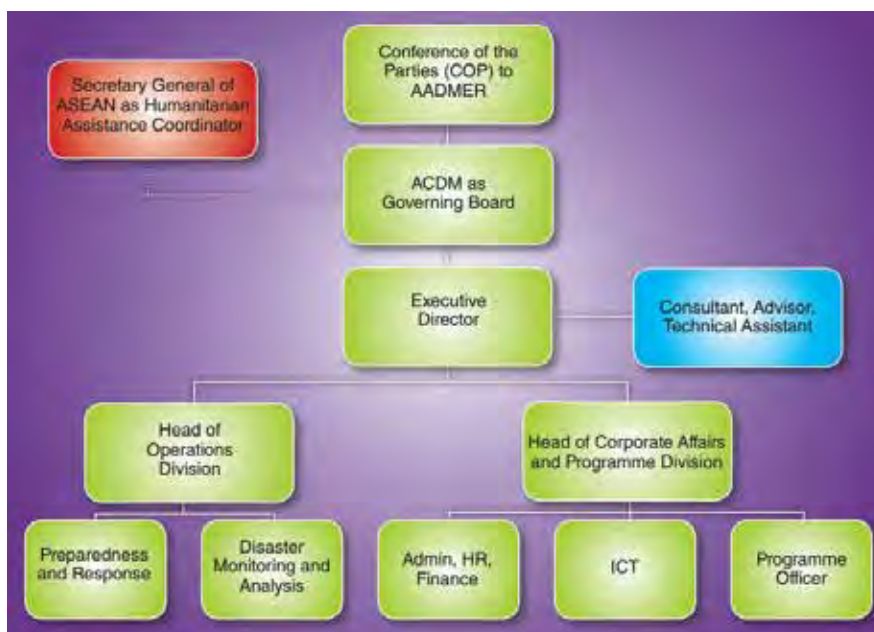 Conference of the
Parties (COP) to
AADMER
Secretary General of
ASEAN as Humanitarian
Assistance Coordinator
ACDM as
Governing Board
Executive
Director
Consultant, Advisor,
Technical Assistant
Head of
Operations
Division
Head of Corporate Affairs
and Programme Division
Preparedness
and Response
Disaster
Monitoring and
Analysis
Admin, HR,
Finance
ICT
Programme
Officer